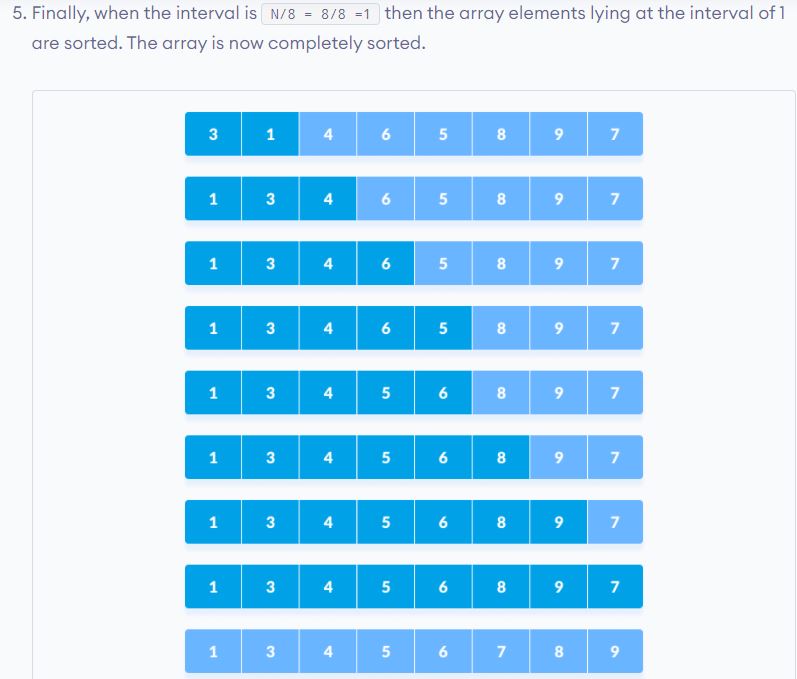 5. Finally, when the interval is N/8 = 8/8 =1 then the array elements lying at the interval of 1
are sorted. The array is now completely sorted.
3 1 4 6 5 8 9 7
1 3 4 6 5 8 9 7
1 3 4 6 5 8 9 7
1 3 4 6 5 8 9 7
1 3 4 5 6 8 9 7
1 3 4 5 6 8 9 7
1 3 4 5 6 8 9 7
1 3 4 5 6 8 9 7
1 3 4 5 6 7 8 9